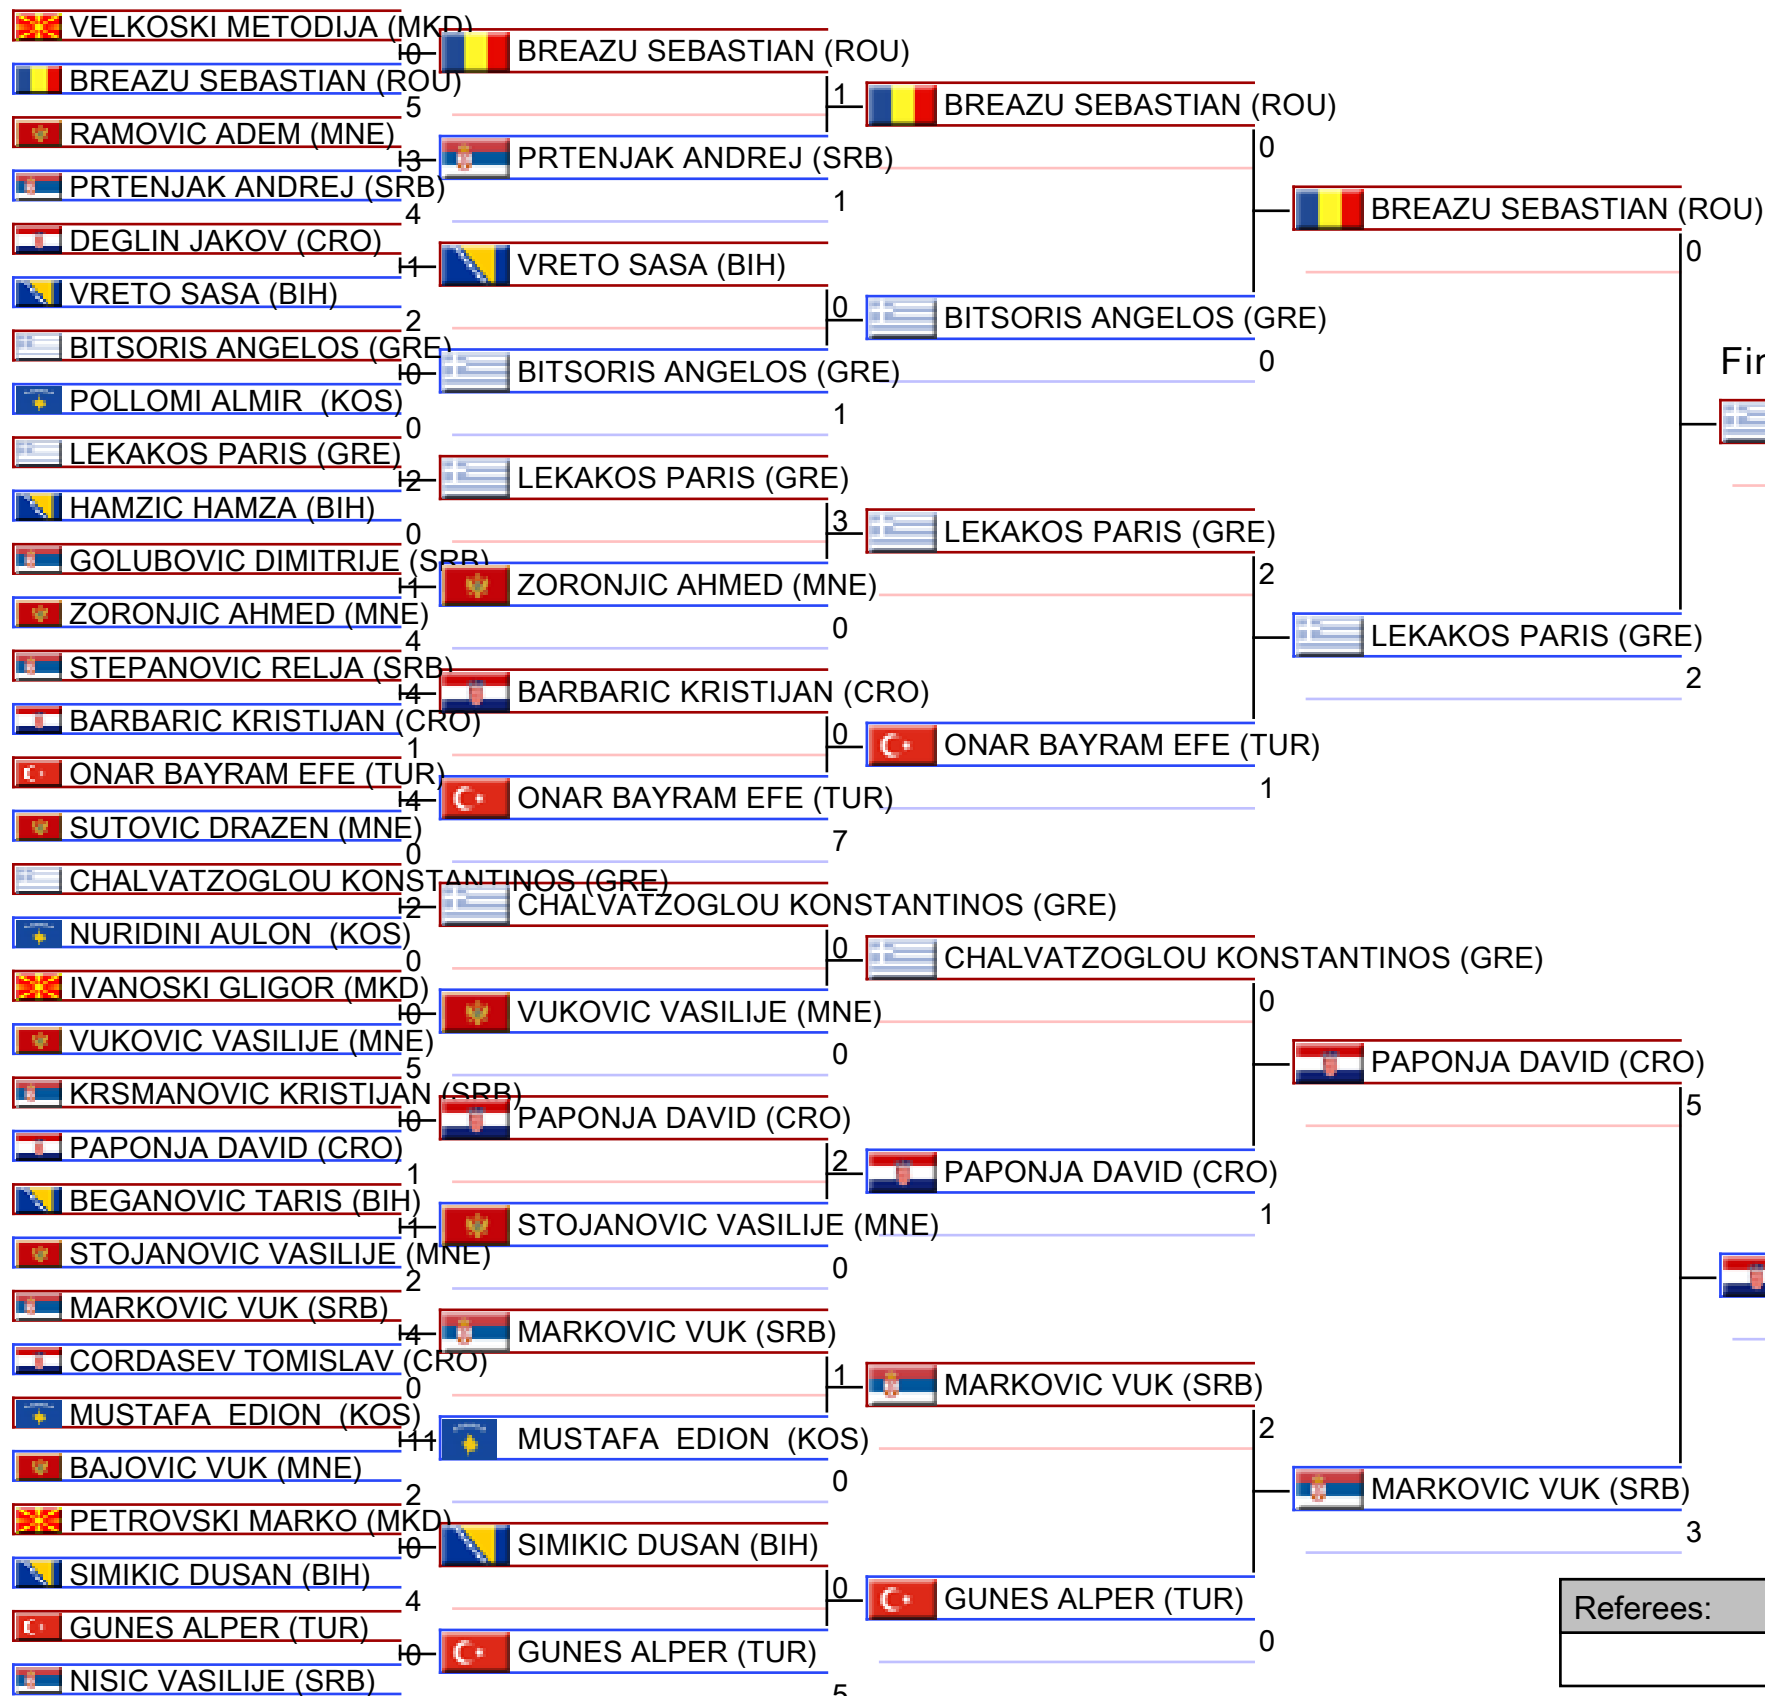 VELKOSKI METODIJA (MKD)
0
BREAZU SEBASTIAN (ROU)
5
RAMOVIC ADEM (MNE)
3
PRTENJAK ANDREJ (SRB)
4
DEGLIN JAKOV (CRO)
1
VRETO SASA (BIH)
2
BITSORIS ANGELOS (GRE)
0
POLLOMI ALMIR (KOS)
0
LEKAKOS PARIS (GRE)
2
HAMZIC HAMZA (BIH)
0
GOLUBOVIC DIMITRIJE (SRB)
1
ZORONJIC AHMED (MNE)
4
STEPANOVIC RELJA (SRB)
4
BARBARIC KRISTIJAN (CRO)
1
ONAR BAYRAM EFE (TUR)
4
SUTOVIC DRAZEN (MNE)
0
CHALVATZOGLOU KONSTANTINOS (GRE)
2
NURIDINI AULON (KOS)
0
IVANOSKI GLIGOR (MKD)
0
VUKOVIC VASILIJE (MNE)
5
KRSMANOVIC KRISTIJAN (SRB)
0
PAPONJA DAVID (CRO)
1
BEGANOVIC TARIS (BIH)
1
STOJANOVIC VASILIJE (MNE)
2
MARKOVIC VUK (SRB)
4
CORDASEV TOMISLAV (CRO)
0
MUSTAFA EDION (KOS)
11
BAJOVIC VUK (MNE)
2
PETROVSKI MARKO (MKD)
0
SIMIKIC DUSAN (BIH)
4
GUNES ALPER (TUR)
0
NISIC VASILIJE (SRB)
BREAZU SEBASTIAN (ROU)
1
PRTENJAK ANDREJ (SRB)
1
VRETO SASA (BIH)
0
BITSORIS ANGELOS (GRE)
1
LEKAKOS PARIS (GRE)
3
ZORONJIC AHMED (MNE)
0
BARBARIC KRISTIJAN (CRO)
0
ONAR BAYRAM EFE (TUR)
7
CHALVATZOGLOU KONSTANTINOS (GRE)
0
VUKOVIC VASILIJE (MNE)
0
PAPONJA DAVID (CRO)
2
STOJANOVIC VASILIJE (MNE)
0
MARKOVIC VUK (SRB)
1
MUSTAFA EDION (KOS)
0
SIMIKIC DUSAN (BIH)
0
GUNES ALPER (TUR)
5
BREAZU SEBASTIAN (ROU)
0
BITSORIS ANGELOS (GRE)
0
LEKAKOS PARIS (GRE)
2
ONAR BAYRAM EFE (TUR)
1
CHALVATZOGLOU KONSTANTINOS (GRE)
0
PAPONJA DAVID (CRO)
1
MARKOVIC VUK (SRB)
2
GUNES ALPER (TUR)
0
BREAZU SEBASTIAN (ROU)
0
LEKAKOS PARIS (GRE)
2
PAPONJA DAVID (CRO)
5
MARKOVIC VUK (SRB)
3
Referees: